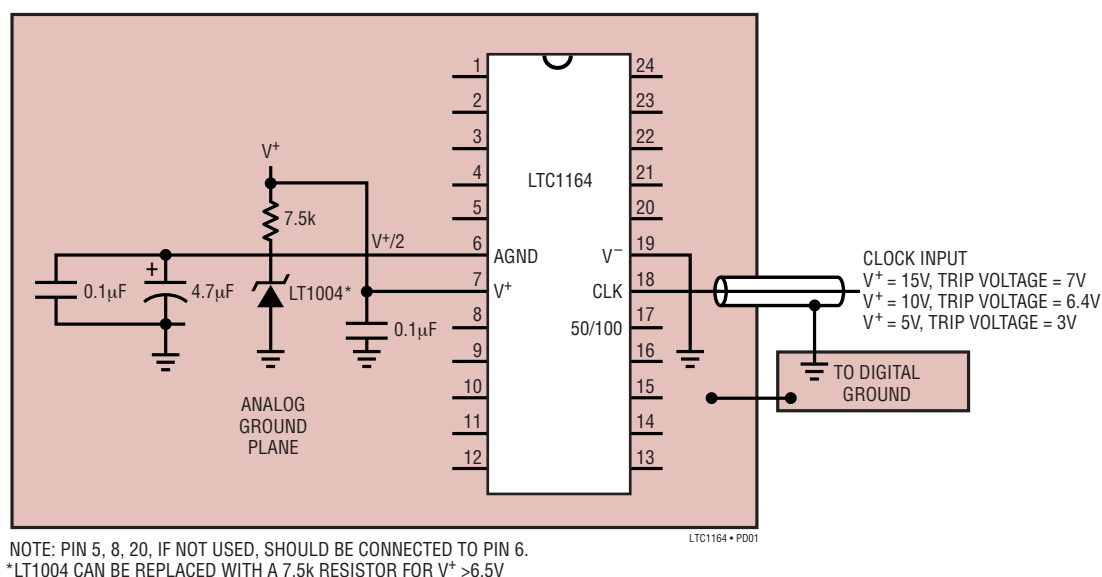 1
2
3
4
5
6
7
8
9
10
11
12
24
23
22
21
20
19
18
17
16
15
14
13
LTC1164
AGND
V+
V−
CLK
50/100
V+
7.5k
V+/2
0.1µF
4.7µF
LT1004*
0.1µF
ANALOG
GROUND
PLANE
CLOCK INPUT
V+ = 15V, TRIP VOLTAGE = 7V
V+ = 10V, TRIP VOLTAGE = 6.4V
V+ = 5V, TRIP VOLTAGE = 3V
TO DIGITAL
GROUND
LTC1164 • PD01
NOTE: PIN 5, 8, 20, IF NOT USED, SHOULD BE CONNECTED TO PIN 6.
*LT1004 CAN BE REPLACED WITH A 7.5k RESISTOR FOR V+ >6.5V